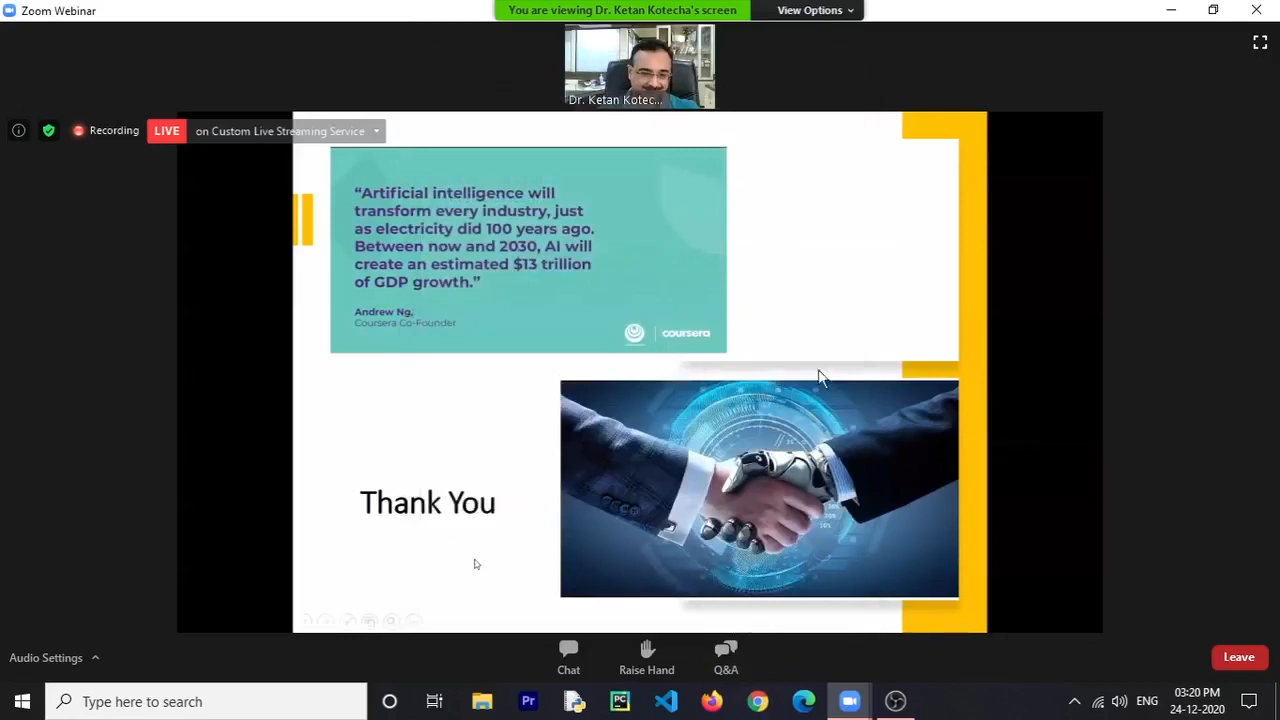 Zoom Webinar
You are viewing Dr. Ketan Kotecha's screen
View Options
Dr. Ketan Kotec...
Recording
LIVE
on Custom Live Streaming Service
“Artificial intelligence will
transform every industry, just
as electricity did 100 years ago.
Between now and 2030, AI will
create an estimated $13 trillion
of GDP growth.”
Andrew Ng,
Coursera Co-Founder
coursera
Thank You
Audio Settings
Chat
Raise Hand
Q&A
Leave
Type here to search
Pr
PC
ENG
03:20 PM
24-12-2020